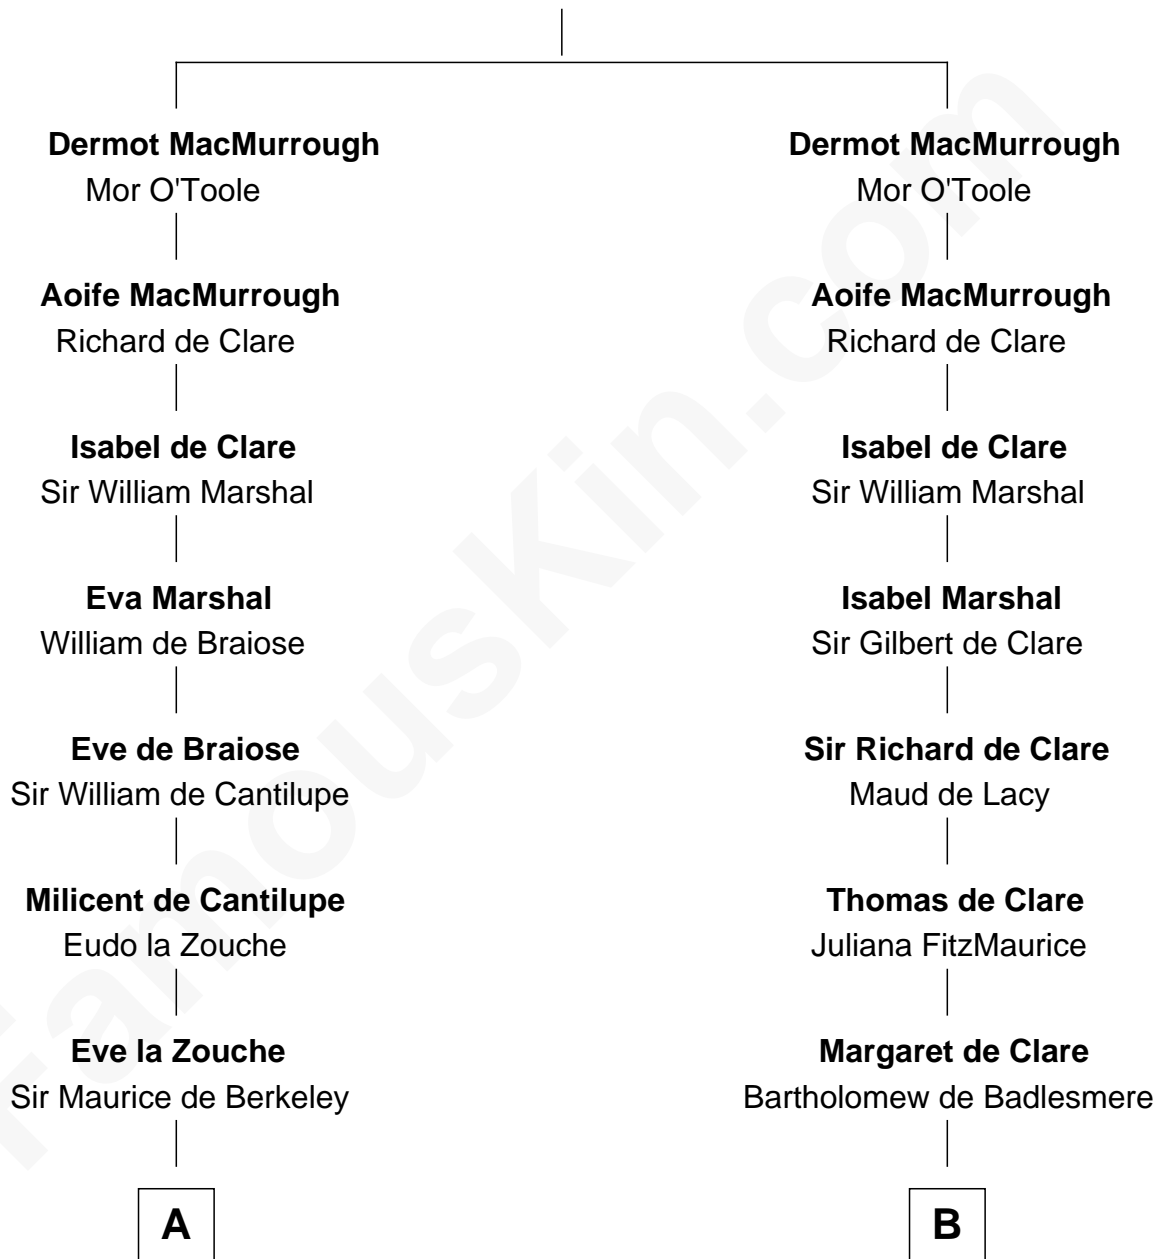 Dermot MacMurrough
Mor O'Toole
Aoife MacMurrough
Richard de Clare
Isabel de Clare
Sir William Marshal
Eva Marshal
William de Braiose
Eve de Braiose
Sir William de Cantilupe
Milicent de Cantilupe
Eudo la Zouche
Eve la Zouche
Sir Maurice de Berkeley
A
Dermot MacMurrough
Mor O'Toole
Aoife MacMurrough
Richard de Clare
Isabel de Clare
Sir William Marshal
Isabel Marshal
Sir Gilbert de Clare
Sir Richard de Clare
Maud de Lacy
Thomas de Clare
Juliana FitzMaurice
Margaret de Clare
Bartholomew de Badlesmere
B
FamousKin.com